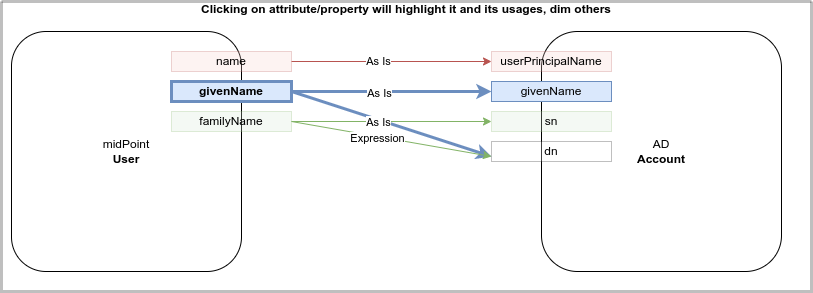 Clicking on attribute/property will highlight it and its usages, dim others
name
As Is
userPrincipalName
givenName
As Is
givenName
familyName
As Is
sn
Expression
dn
midPoint
User
AD
Account